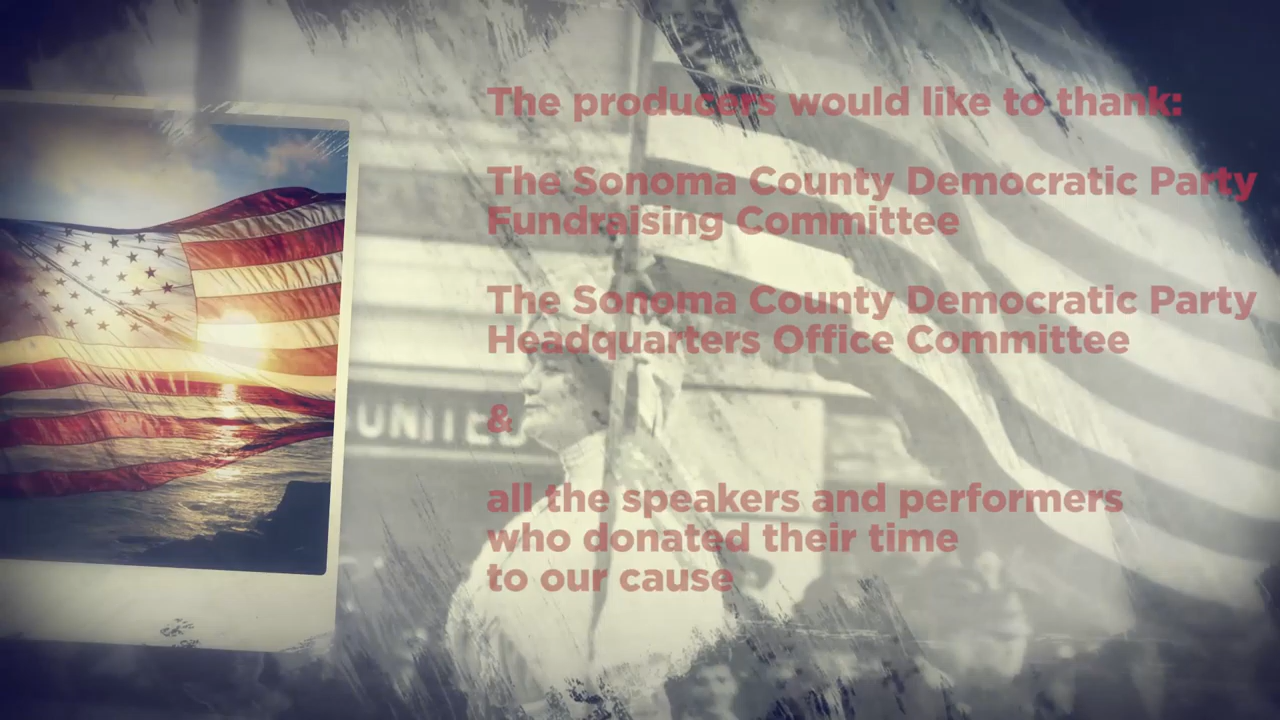 The producers would like to thank:
The Sonoma County Democratic Party
Fundraising Committee
The Sonoma County Democratic Party
Headquarters Office Committee
&
UNITED
all the speakers and performers
who donated their time
to our cause